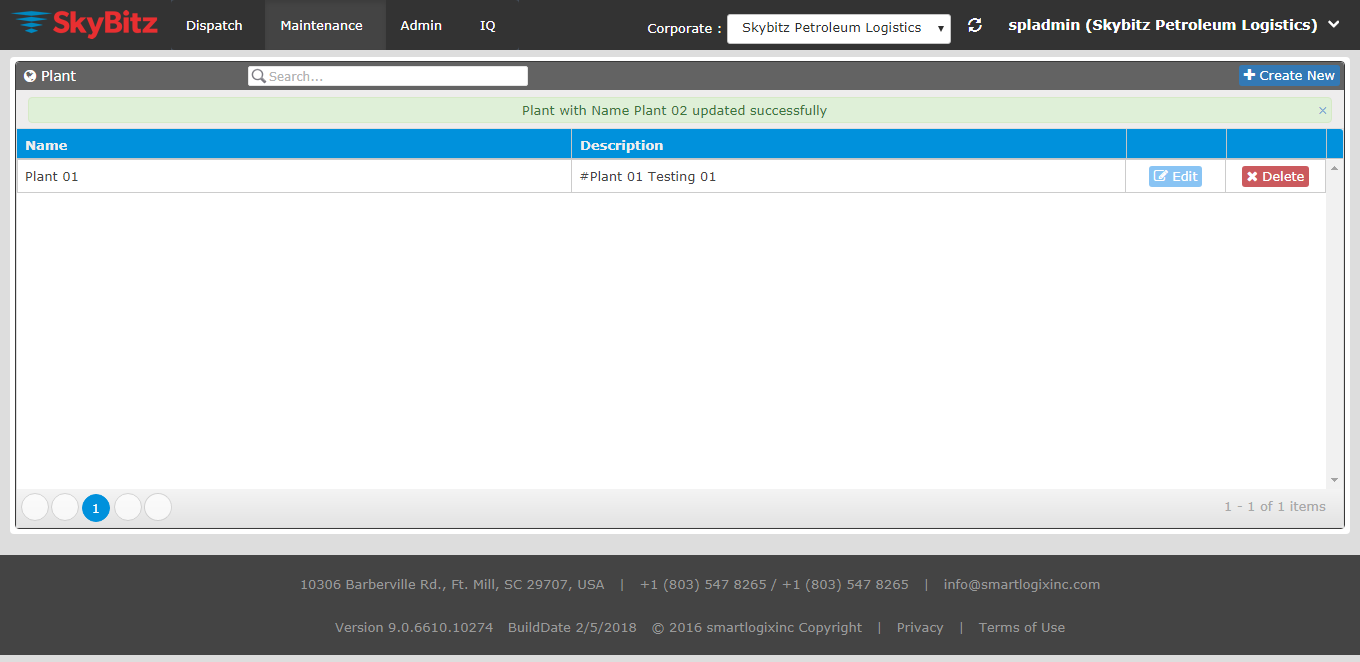 SkyBitz Dispatch Maintenance Admin IQ Corporate : Skybitz Petroleum Logistics spladmin (Skybitz Petroleum Logistics)
Plant Search... Create New
Plant with Name Plant 02 updated successfully ×
Name Description
Plant 01 #Plant 01 Testing 01 Edit Delete
1 1 - 1 of 1 items
10306 Barberville Rd., Ft. Mill, SC 29707, USA | +1 (803) 547 8265 / +1 (803) 547 8265 | info@smartlogixinc.com
Version 9.0.6610.10274 BuildDate 2/5/2018 © 2016 smartlogixinc Copyright | Privacy | Terms of Use